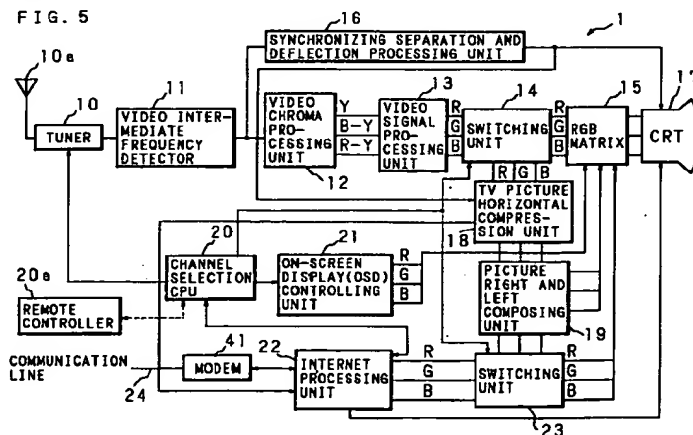 FIG. 5
16
1
SYNCHRONIZING SEPARATION AND
DEFLECTION PROCESSING UNIT
10a
10
TUNER
11
VIDEO INTER-
MEDIATE
FREQUENCY
DETECTOR
VIDEO
CHROMA
PRO-
CESSING
UNIT
12
Y
B-Y
R-Y
13
VIDEO
SIGNAL
PRO-
CESSING
UNIT
R
G
B
14
SWITCHING
UNIT
R
G
B
15
RGB
MATRIX
17
CRT
R G B
TV PICTURE
HORIZONTAL
COMPRES-
SION UNIT
18
20
CHANNEL
SELECTION
CPU
21
ON-SCREEN
DISPLAY(OSD)
CONTROLLING
UNIT
R
G
B
20a
REMOTE
CONTROLLER
PICTURE
RIGHT AND
LEFT
COMPOSING
UNIT
19
COMMUNICATION
LINE
24
41
MODEM
22
INTERNET
PROCESSING
UNIT
R
G
B
SWITCHING
UNIT
23
R
G
B